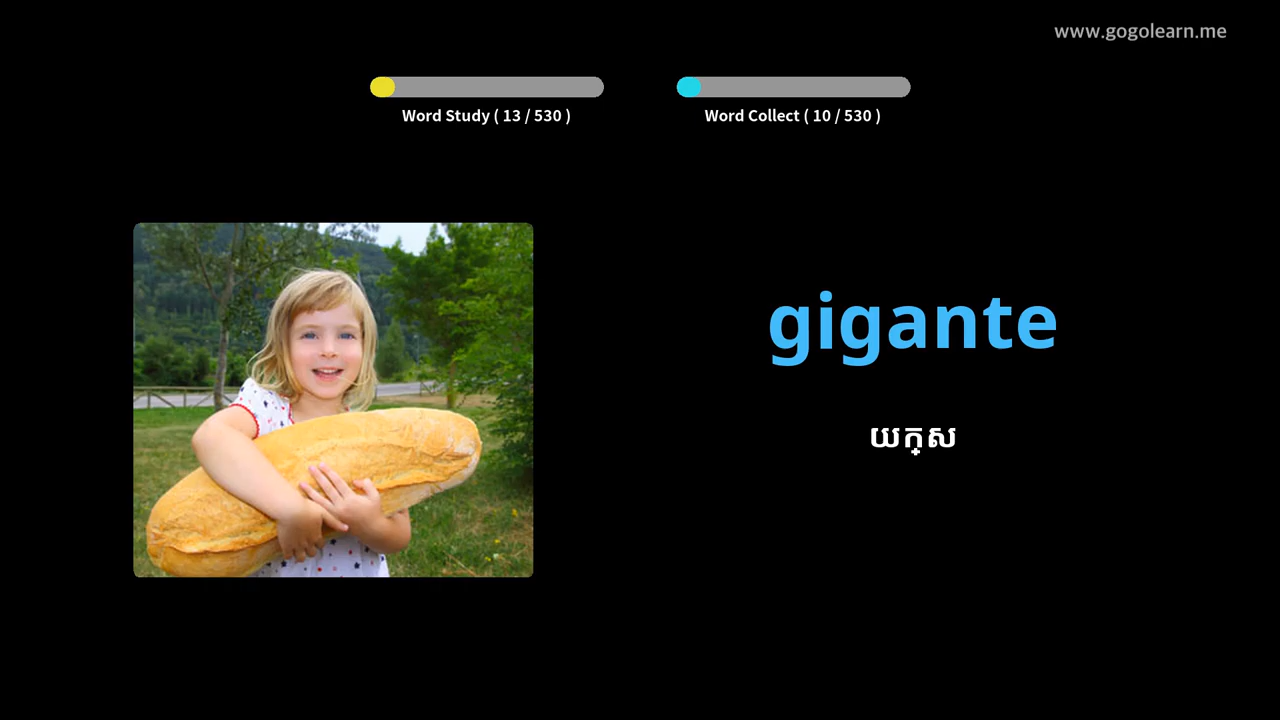 www.gogolearn.me
Word Study ( 13 / 530 )
Word Collect ( 10 / 530 )
gigante
យក្ស